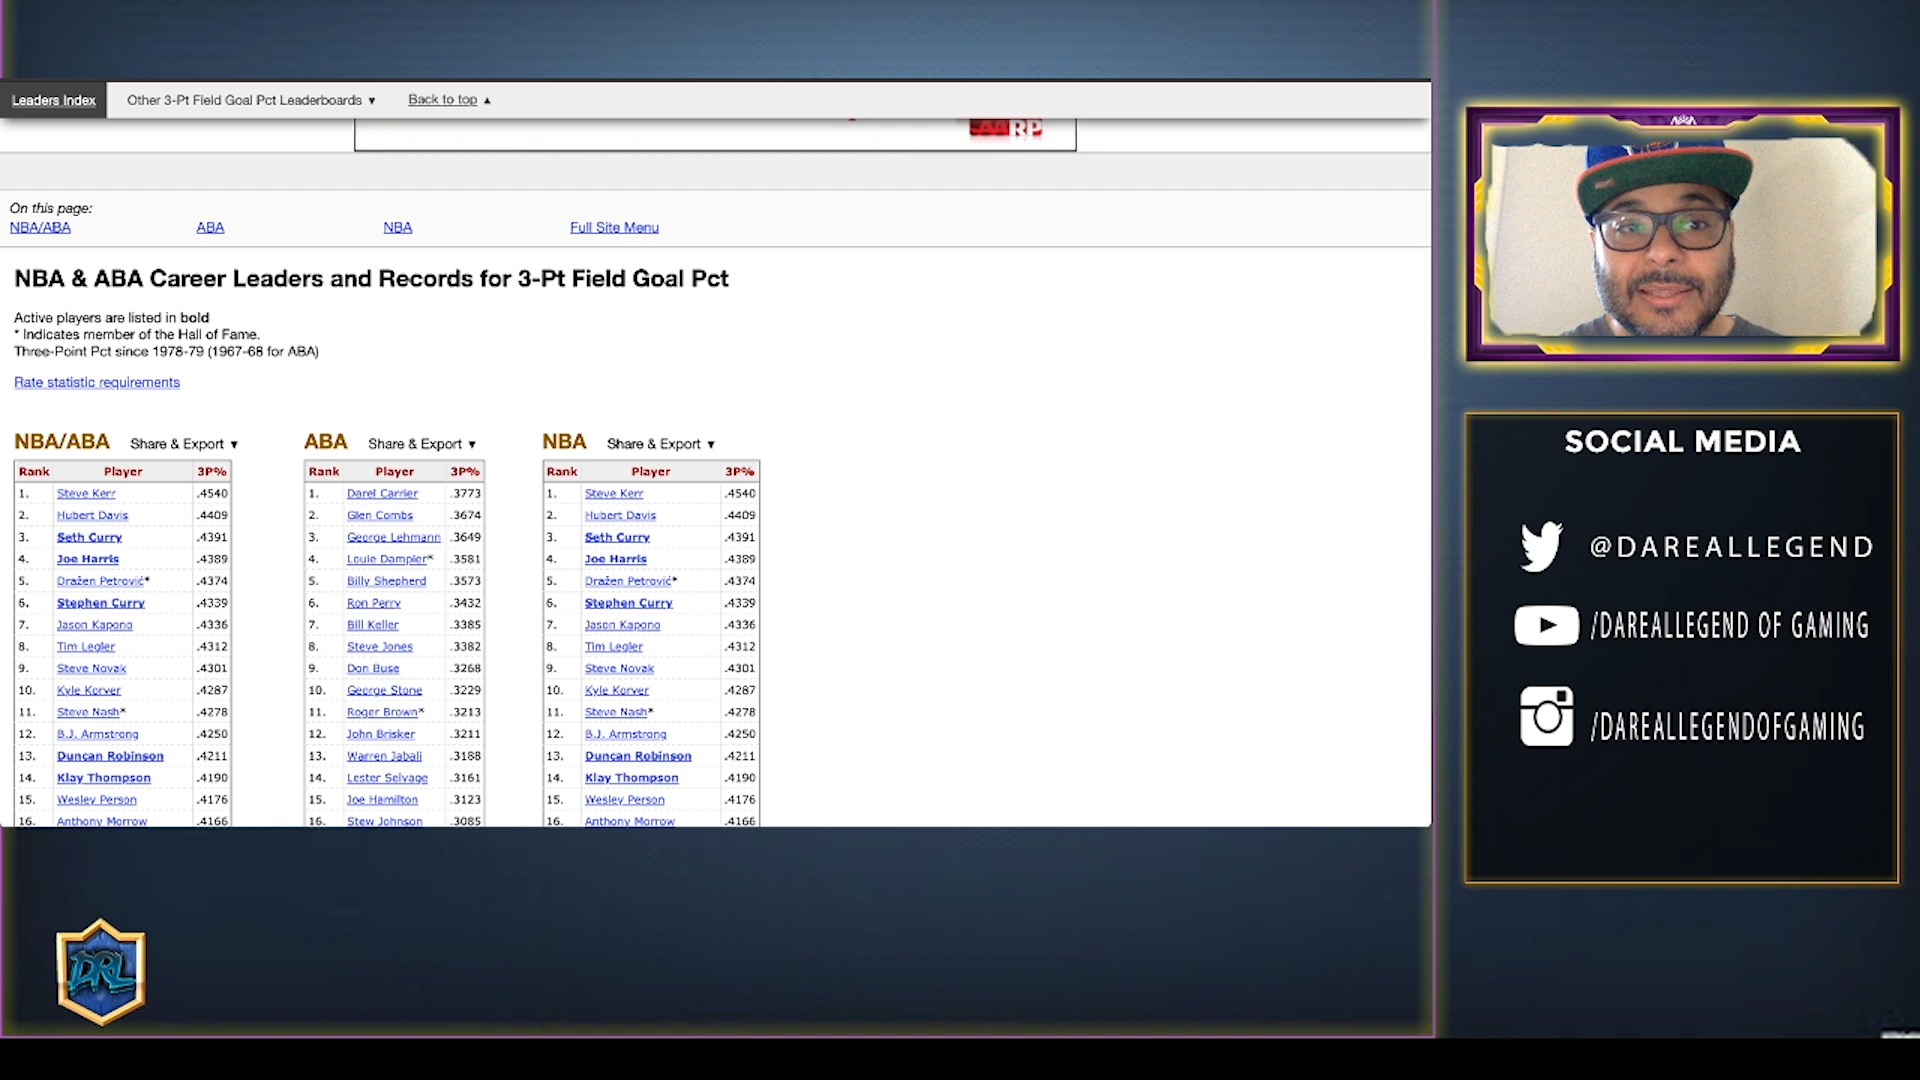 Leaders Index
Other 3-Pt Field Goal Pct Leaderboards ▼
Back to top ▲
AARP
On this page:
NBA/ABA
ABA
NBA
Full Site Menu
NBA & ABA Career Leaders and Records for 3-Pt Field Goal Pct
Active players are listed in bold
* Indicates member of the Hall of Fame.
Three-Point Pct since 1978-79 (1967-68 for ABA)
Rate statistic requirements
NBA/ABA Share & Export ▼
Rank Player 3P%
1. Steve Kerr .4540
2. Hubert Davis .4409
3. Seth Curry .4391
4. Joe Harris .4389
5. Dražen Petrović* .4374
6. Stephen Curry .4339
7. Jason Kapono .4336
8. Tim Legler .4312
9. Steve Novak .4301
10. Kyle Korver .4287
11. Steve Nash* .4278
12. B.J. Armstrong .4250
13. Duncan Robinson .4211
14. Klay Thompson .4190
15. Wesley Person .4176
16. Anthony Morrow .4166
ABA Share & Export ▼
Rank Player 3P%
1. Darel Carrier .3773
2. Glen Combs .3674
3. George Lehmann .3649
4. Louie Dampier* .3581
5. Billy Shepherd .3573
6. Ron Perry .3432
7. Bill Keller .3385
8. Steve Jones .3382
9. Don Buse .3268
10. George Stone .3229
11. Roger Brown* .3213
12. John Brisker .3211
13. Warren Jabali .3188
14. Lester Selvage .3161
15. Joe Hamilton .3123
16. Stew Johnson .3085
NBA Share & Export ▼
Rank Player 3P%
1. Steve Kerr .4540
2. Hubert Davis .4409
3. Seth Curry .4391
4. Joe Harris .4389
5. Dražen Petrović* .4374
6. Stephen Curry .4339
7. Jason Kapono .4336
8. Tim Legler .4312
9. Steve Novak .4301
10. Kyle Korver .4287
11. Steve Nash* .4278
12. B.J. Armstrong .4250
13. Duncan Robinson .4211
14. Klay Thompson .4190
15. Wesley Person .4176
16. Anthony Morrow .4166
SOCIAL MEDIA
@DAREALLEGEND
/DAREALLEGEND OF GAMING
/DAREALLEGENDOFGAMING
DRL